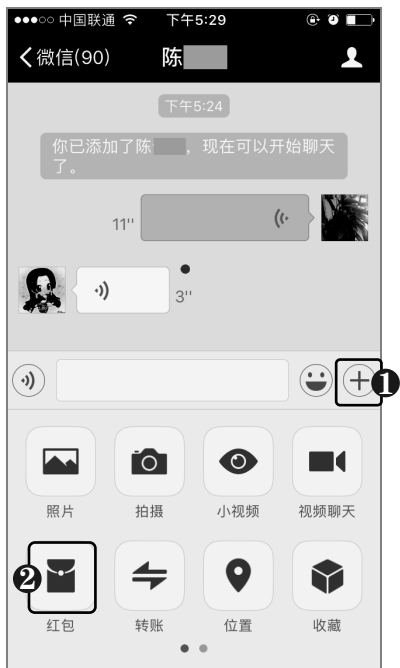 中国联通 下午5:29
微信(90) 陈
下午5:24
你已添加了陈 ，现在可以开始聊天
了。
11''
3''
1
照片 拍摄 小视频 视频聊天
2
红包 转账 位置 收藏